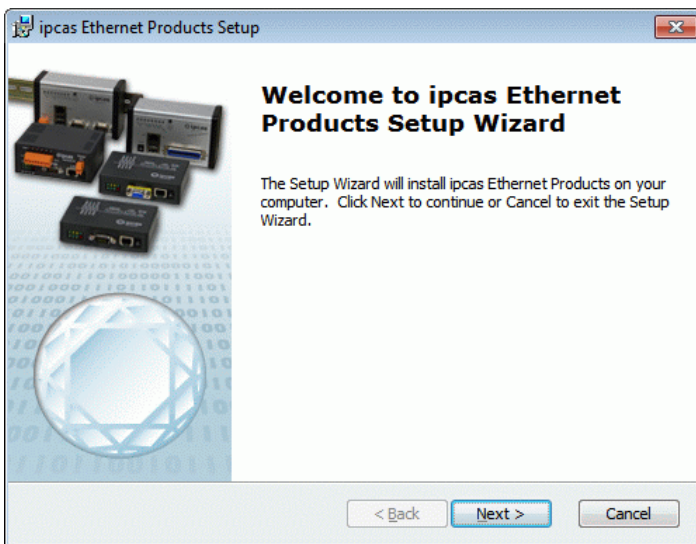 ipcas Ethernet Products Setup
Welcome to ipcas Ethernet
Products Setup Wizard
The Setup Wizard will install ipcas Ethernet Products on your
computer. Click Next to continue or Cancel to exit the Setup
Wizard.
< Back
Next >
Cancel